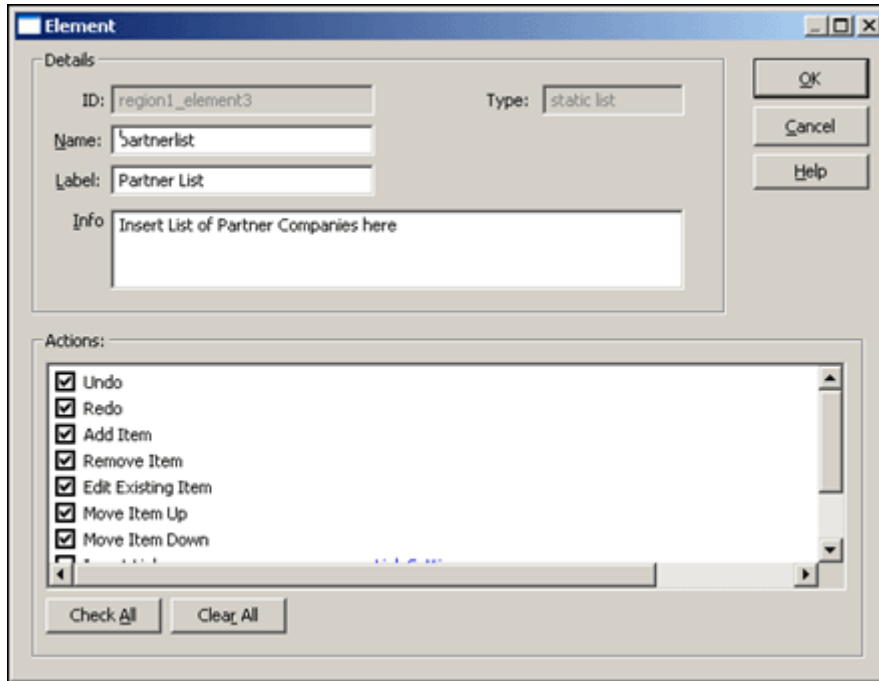 Element
Details
ID: region1_element3 Type: static list
Name: partnerlist
Label: Partner List
Info Insert List of Partner Companies here
OK
Cancel
Help
Actions:
Undo
Redo
Add Item
Remove Item
Edit Existing Item
Move Item Up
Move Item Down
Check All Clear All